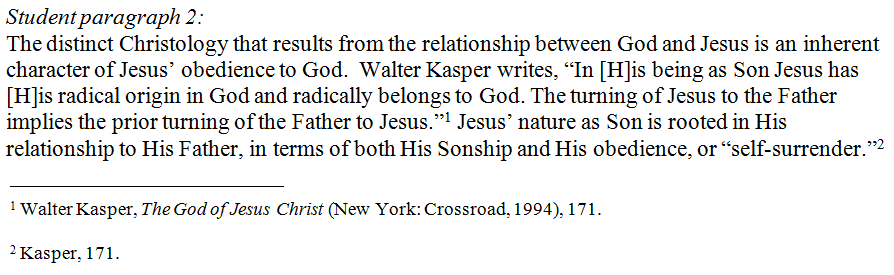 Student paragraph 2:
The distinct Christology that results from the relationship between God and Jesus is an inherent
character of Jesus’ obedience to God.  Walter Kasper writes, “In [H]is being as Son Jesus has
[H]is radical origin in God and radically belongs to God. The turning of Jesus to the Father
implies the prior turning of the Father to Jesus.”¹ Jesus’ nature as Son is rooted in His
relationship to His Father, in terms of both His Sonship and His obedience, or “self-surrender.”²
¹ Walter Kasper, The God of Jesus Christ (New York: Crossroad, 1994), 171.
² Kasper, 171.